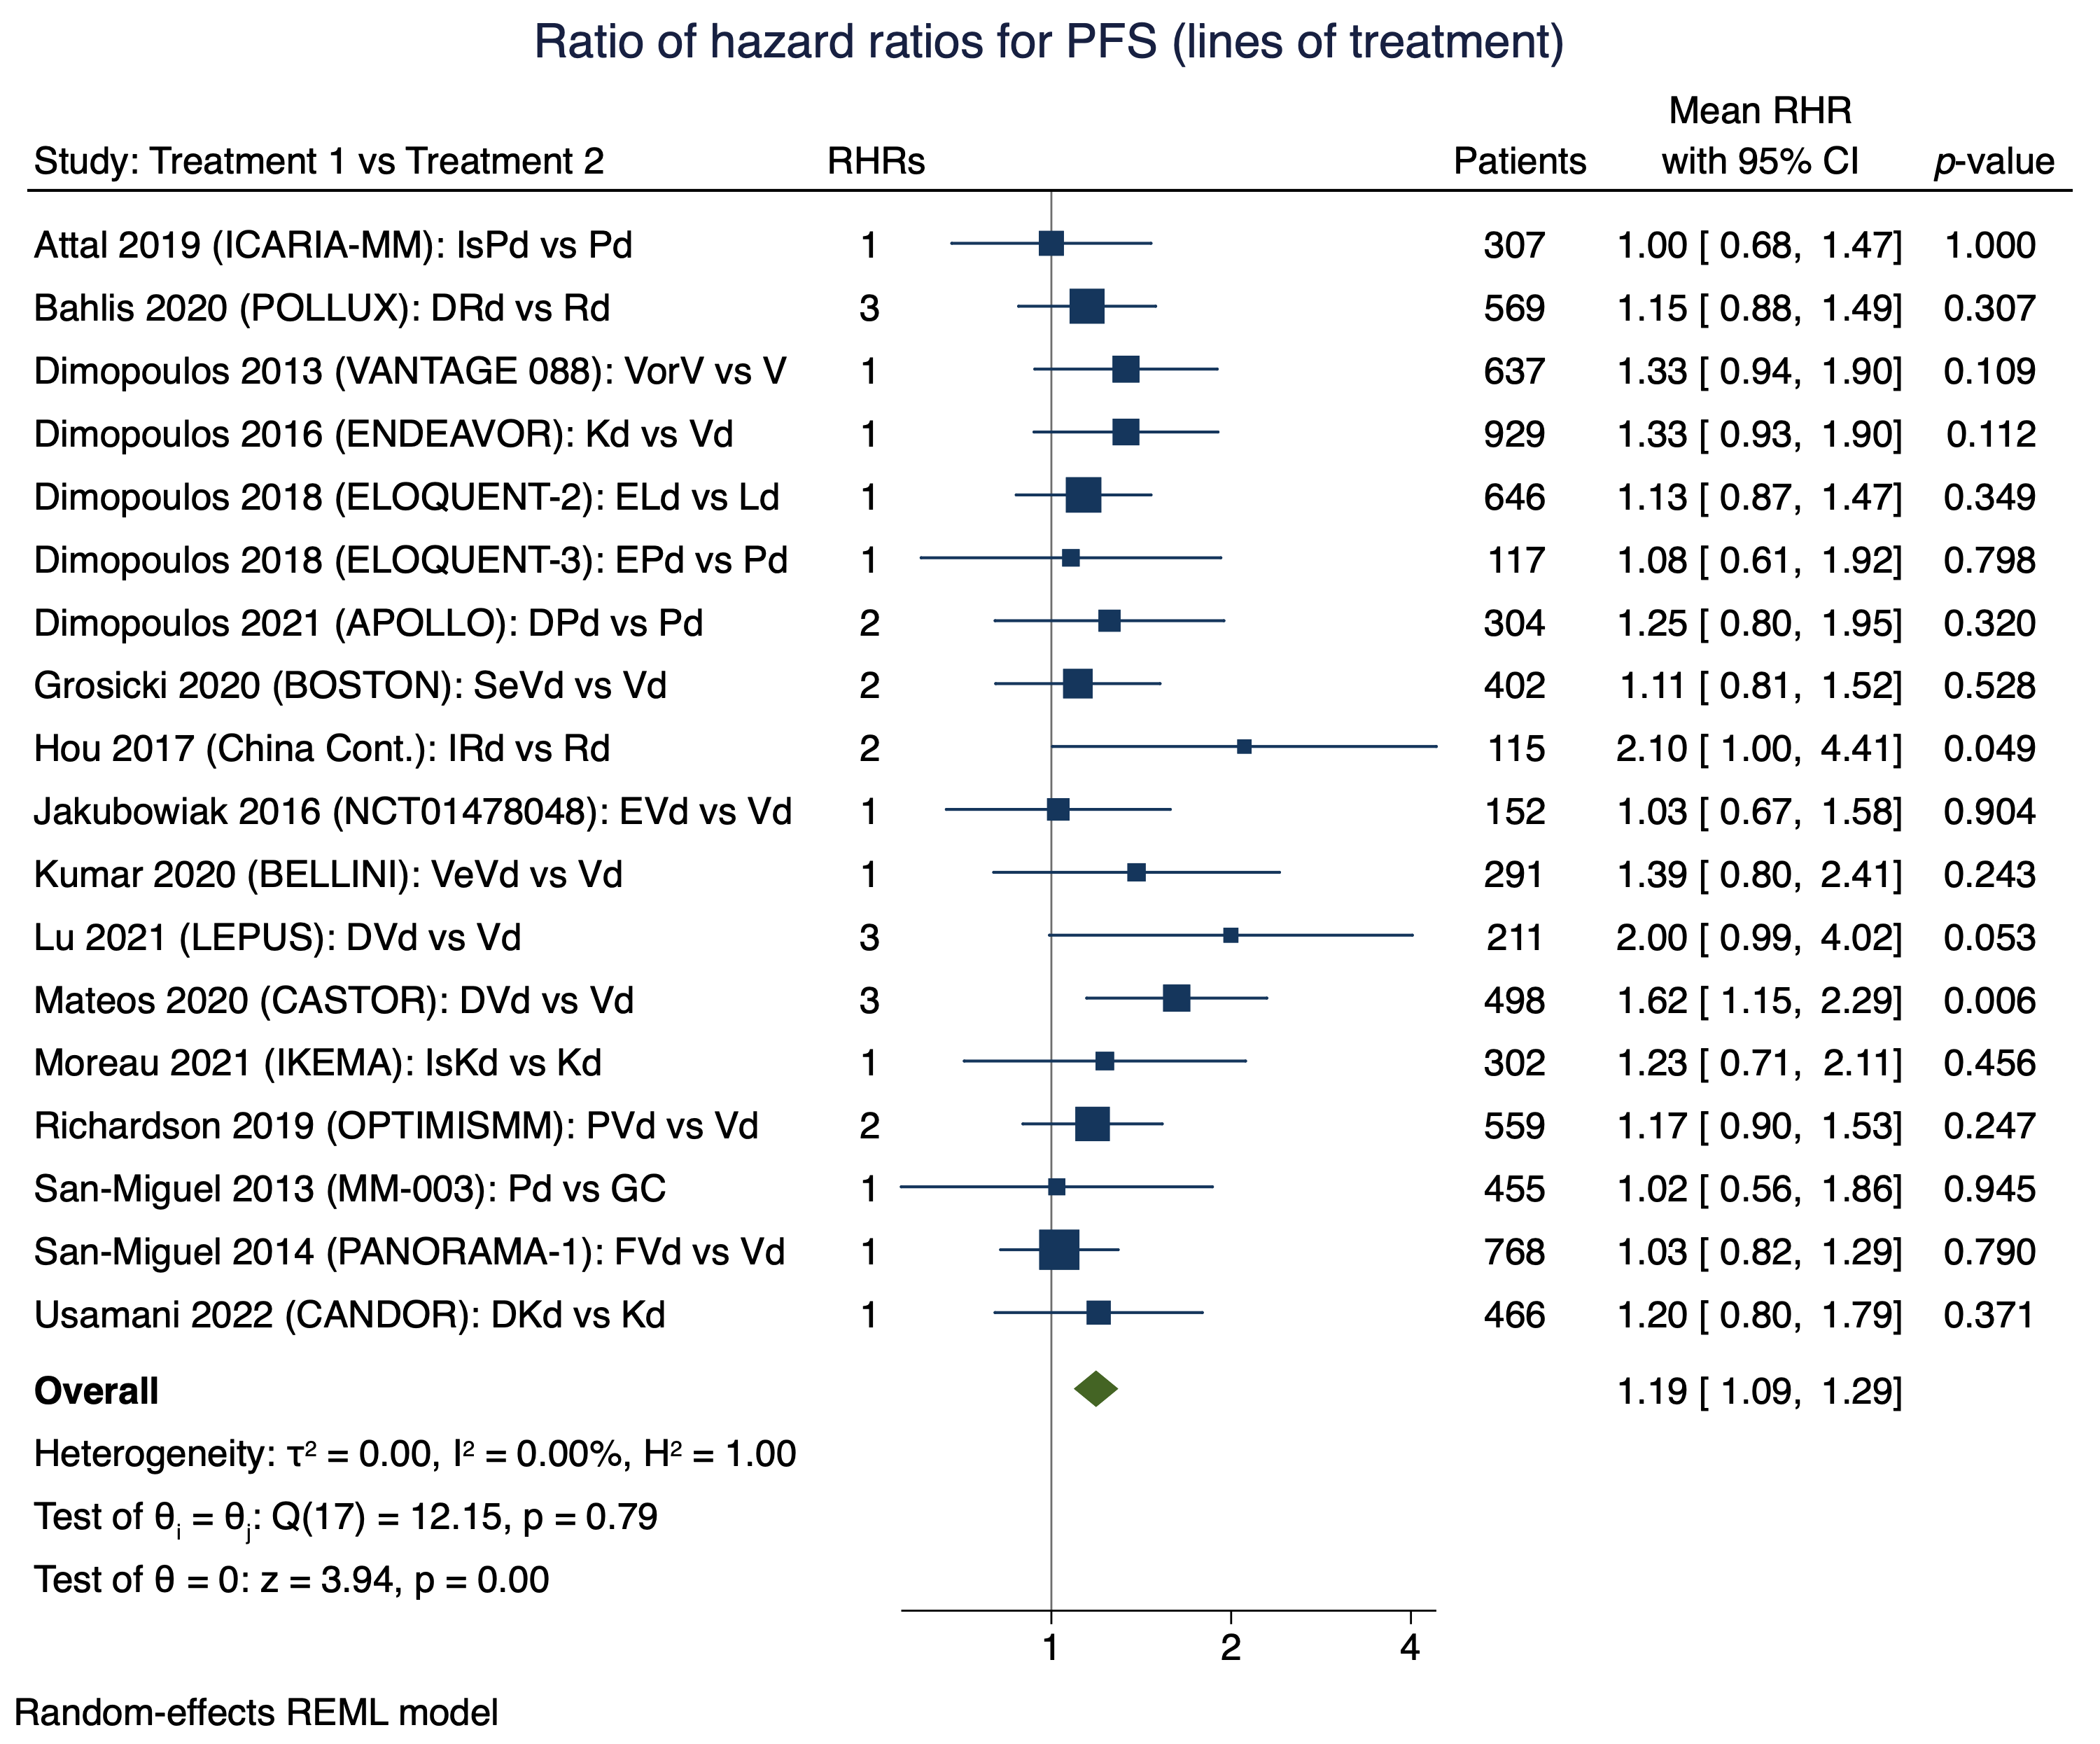 Ratio of hazard ratios for PFS (lines of treatment)
Mean RHR
Study: Treatment 1 vs Treatment 2 RHRs Patients with 95% CI p-value
Attal 2019 (ICARIA-MM): IsPd vs Pd 1 307 1.00 [ 0.68, 1.47] 1.000
Bahlis 2020 (POLLUX): DRd vs Rd 3 569 1.15 [ 0.88, 1.49] 0.307
Dimopoulos 2013 (VANTAGE 088): VorV vs V 1 637 1.33 [ 0.94, 1.90] 0.109
Dimopoulos 2016 (ENDEAVOR): Kd vs Vd 1 929 1.33 [ 0.93, 1.90] 0.112
Dimopoulos 2018 (ELOQUENT-2): ELd vs Ld 1 646 1.13 [ 0.87, 1.47] 0.349
Dimopoulos 2018 (ELOQUENT-3): EPd vs Pd 1 117 1.08 [ 0.61, 1.92] 0.798
Dimopoulos 2021 (APOLLO): DPd vs Pd 2 304 1.25 [ 0.80, 1.95] 0.320
Grosicki 2020 (BOSTON): SeVd vs Vd 2 402 1.11 [ 0.81, 1.52] 0.528
Hou 2017 (China Cont.): IRd vs Rd 2 115 2.10 [ 1.00, 4.41] 0.049
Jakubowiak 2016 (NCT01478048): EVd vs Vd 1 152 1.03 [ 0.67, 1.58] 0.904
Kumar 2020 (BELLINI): VeVd vs Vd 1 291 1.39 [ 0.80, 2.41] 0.243
Lu 2021 (LEPUS): DVd vs Vd 3 211 2.00 [ 0.99, 4.02] 0.053
Mateos 2020 (CASTOR): DVd vs Vd 3 498 1.62 [ 1.15, 2.29] 0.006
Moreau 2021 (IKEMA): IsKd vs Kd 1 302 1.23 [ 0.71, 2.11] 0.456
Richardson 2019 (OPTIMISMM): PVd vs Vd 2 559 1.17 [ 0.90, 1.53] 0.247
San-Miguel 2013 (MM-003): Pd vs GC 1 455 1.02 [ 0.56, 1.86] 0.945
San-Miguel 2014 (PANORAMA-1): FVd vs Vd 1 768 1.03 [ 0.82, 1.29] 0.790
Usamani 2022 (CANDOR): DKd vs Kd 1 466 1.20 [ 0.80, 1.79] 0.371
Overall 1.19 [ 1.09, 1.29]
Heterogeneity: τ² = 0.00, I² = 0.00%, H² = 1.00
Test of θᵢ = θⱼ: Q(17) = 12.15, p = 0.79
Test of θ = 0: z = 3.94, p = 0.00
1 2 4
Random-effects REML model